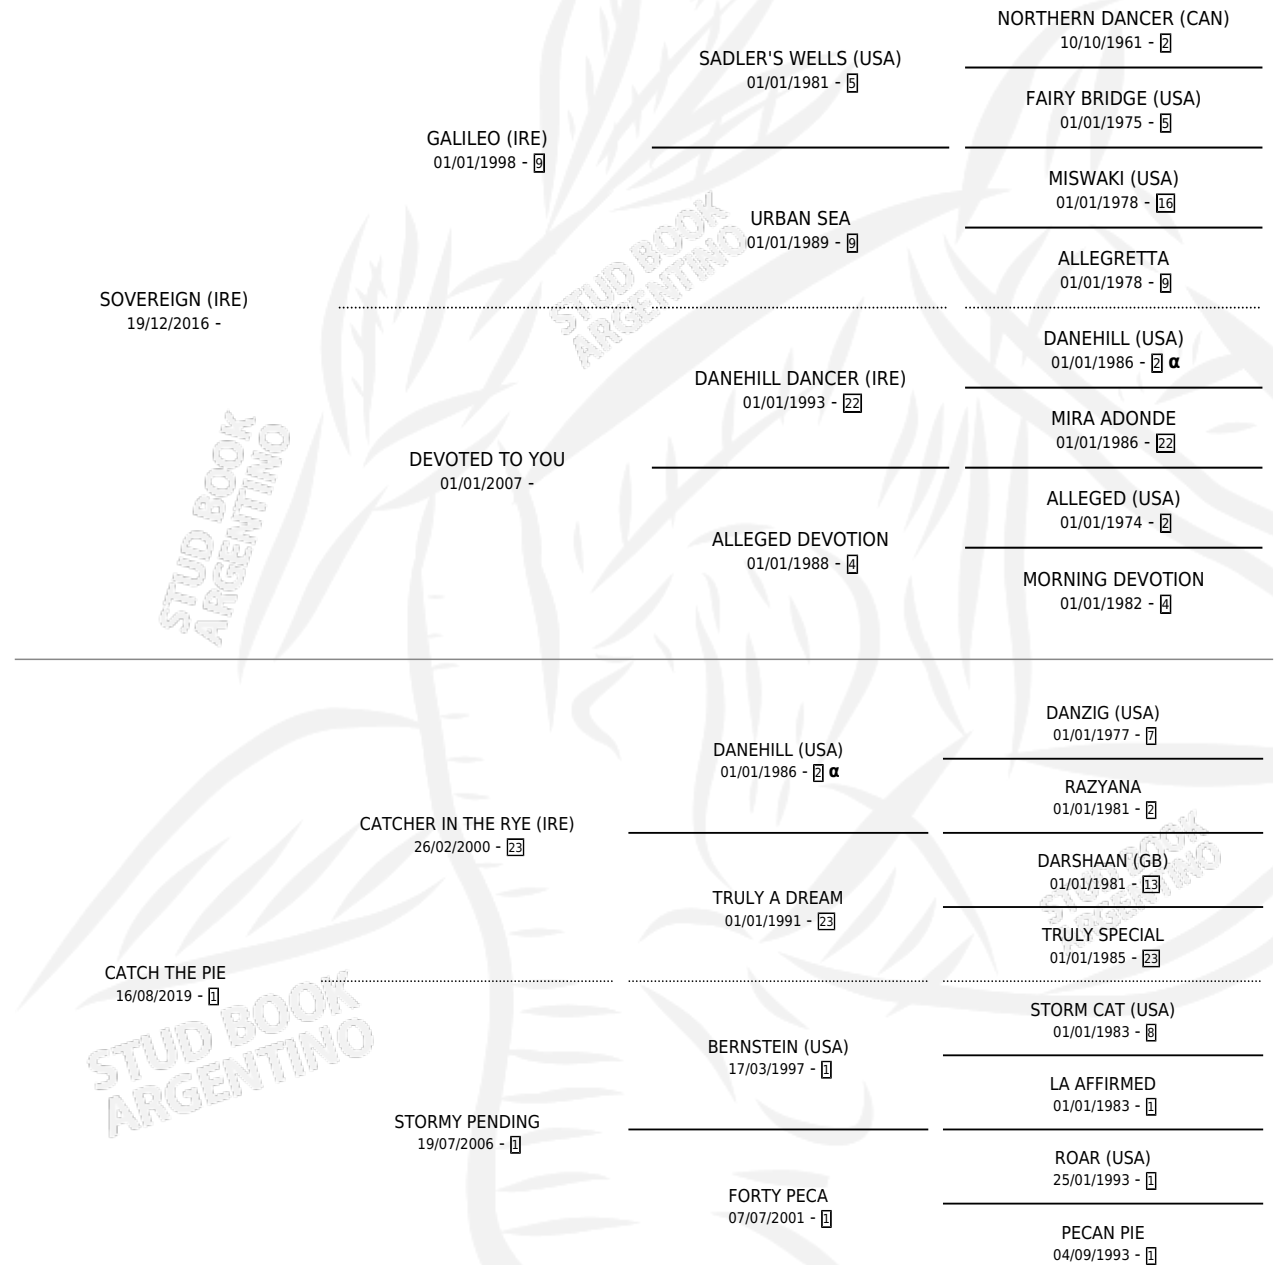 NORTHERN DANCER (CAN)
10/10/1961 - 2
SADLER'S WELLS (USA)
01/01/1981 - 5
FAIRY BRIDGE (USA)
01/01/1975 - 5
GALILEO (IRE)
01/01/1998 - 9
MISWAKI (USA)
01/01/1978 - 16
URBAN SEA
01/01/1989 - 9
ALLEGRETTA
01/01/1978 - 9
SOVEREIGN (IRE)
19/12/2016 -
DANEHILL (USA)
01/01/1986 - 2 α
DANEHILL DANCER (IRE)
01/01/1993 - 22
MIRA ADONDE
01/01/1986 - 22
DEVOTED TO YOU
01/01/2007 -
ALLEGED (USA)
01/01/1974 - 2
ALLEGED DEVOTION
01/01/1988 - 4
MORNING DEVOTION
01/01/1982 - 4
DANZIG (USA)
01/01/1977 - 7
DANEHILL (USA)
01/01/1986 - 2 α
RAZYANA
01/01/1981 - 2
CATCHER IN THE RYE (IRE)
26/02/2000 - 23
DARSHAAN (GB)
01/01/1981 - 13
TRULY A DREAM
01/01/1991 - 23
TRULY SPECIAL
01/01/1985 - 23
CATCH THE PIE
16/08/2019 - 1
STORM CAT (USA)
01/01/1983 - 8
BERNSTEIN (USA)
17/03/1997 - 1
LA AFFIRMED
01/01/1983 - 1
STORMY PENDING
19/07/2006 - 1
ROAR (USA)
25/01/1993 - 1
FORTY PECA
07/07/2001 - 1
PECAN PIE
04/09/1993 - 1
STUD BOOK
ARGENTINO
STUD BOOK
ARGENTINO
STUD BOOK
ARGENTINO
STUD BOOK
ARGENTINO